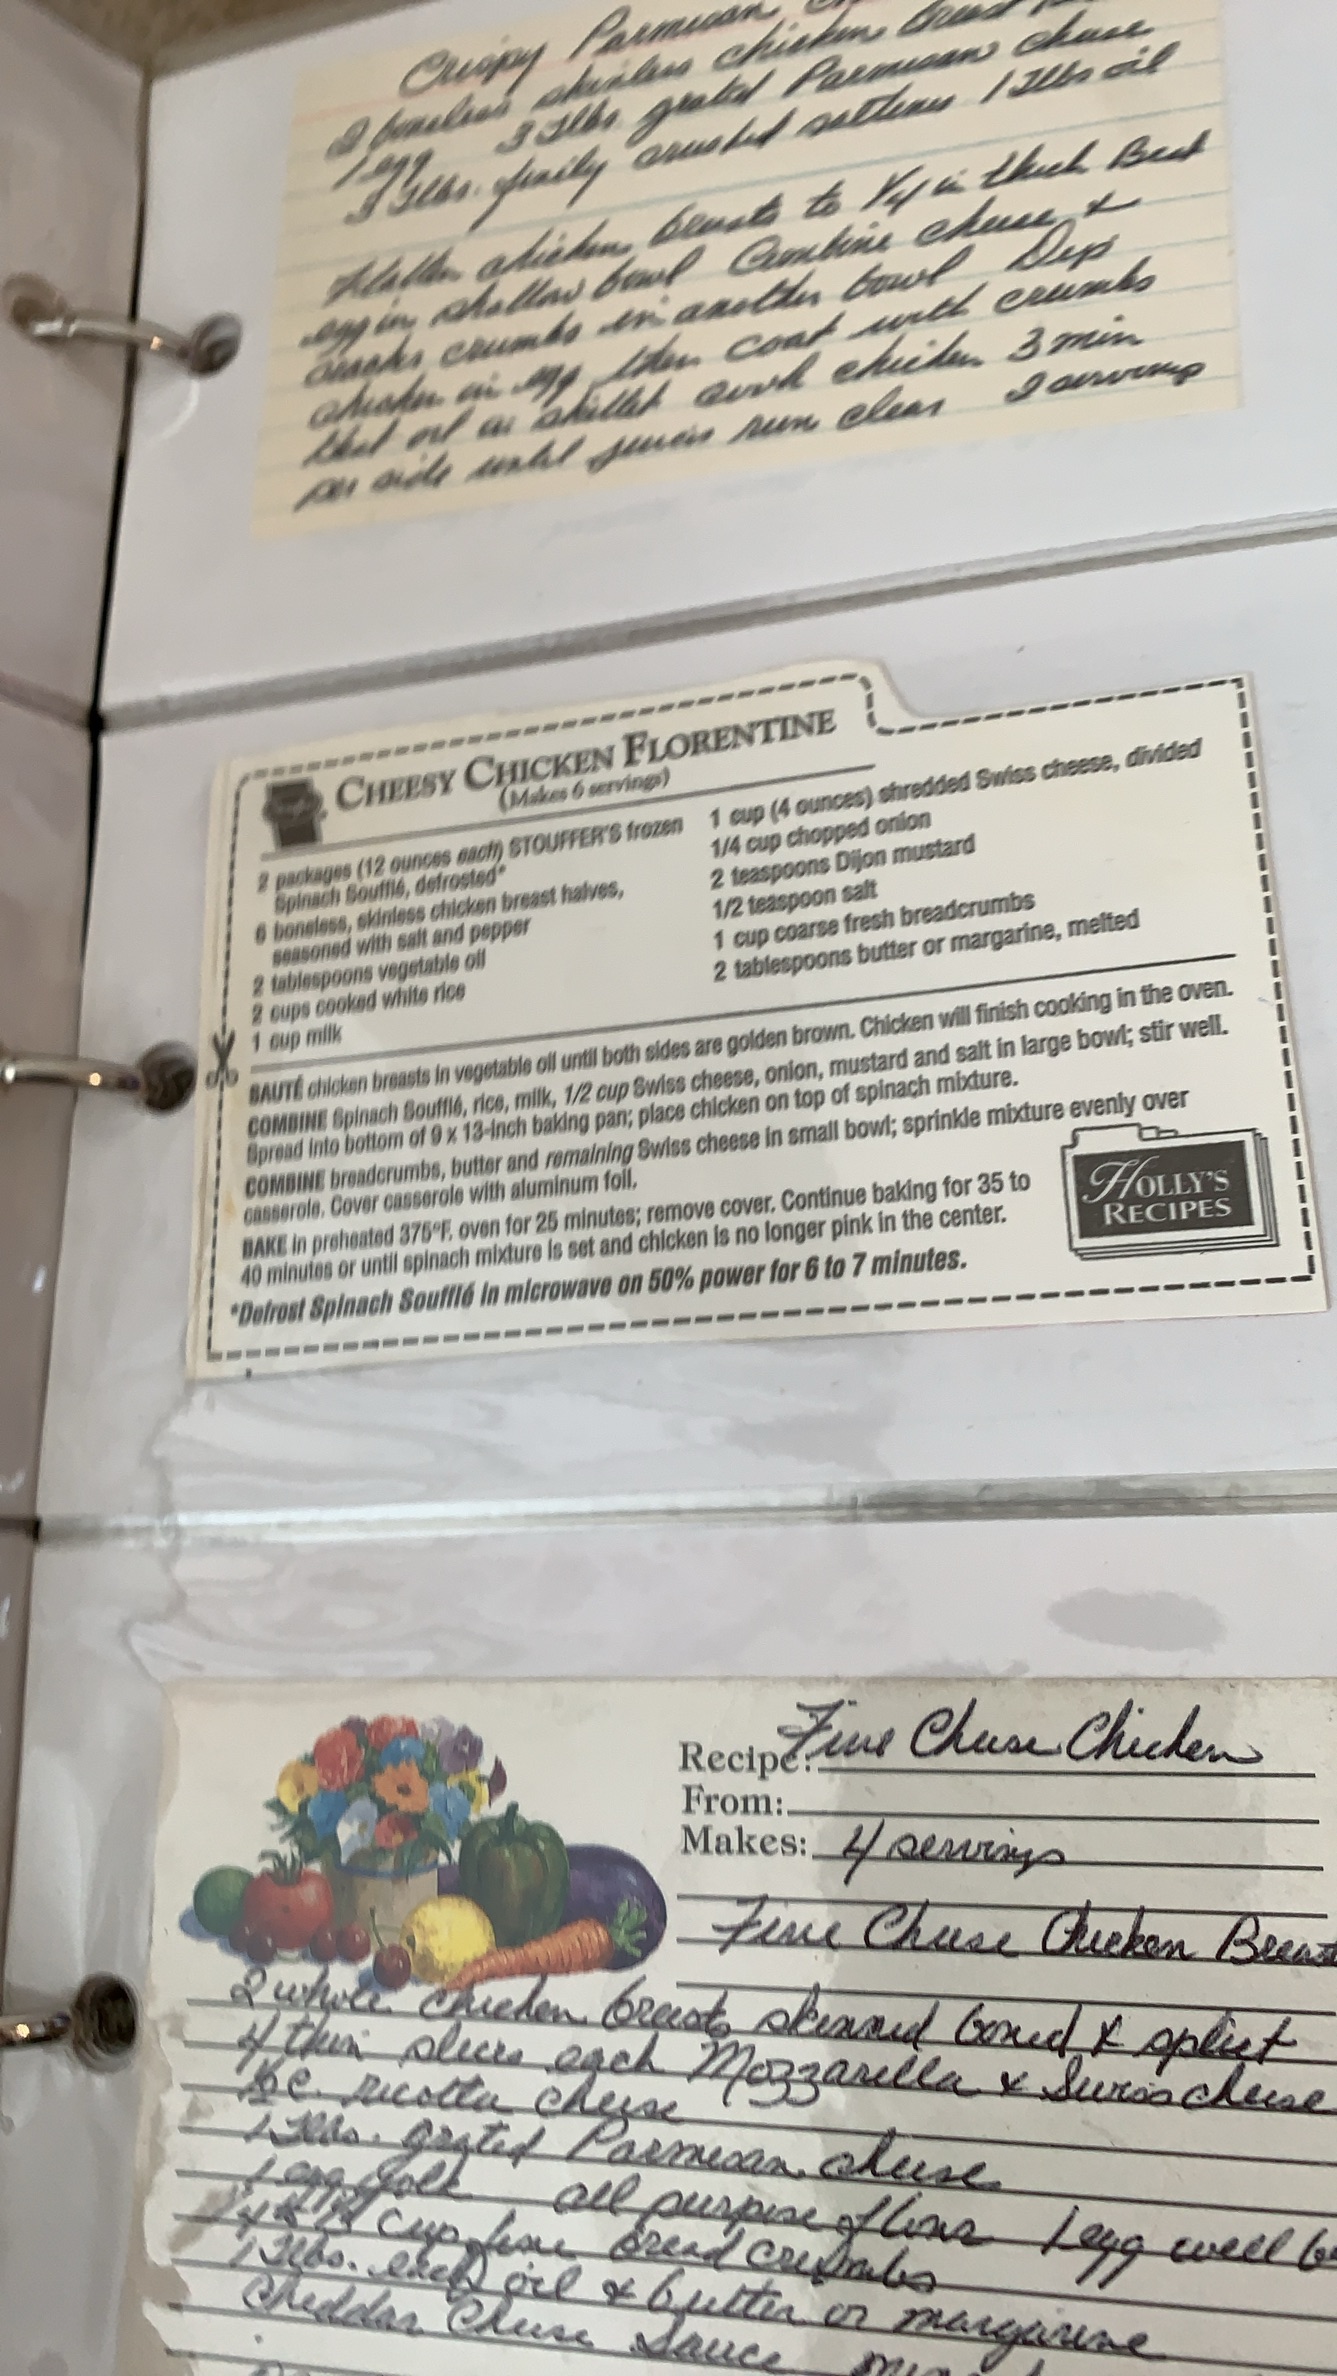 Crispy Parmesan
2 boneless skinless chicken breast
1 egg 3 Tlbs. grated Parmesan cheese
3 Tlbs. finely crushed saltines 1 Tlbs oil
Flatten chicken breasts to 1/4 in thick Beat
egg in shallow bowl Combine cheese &
cracker crumbs in another bowl Dip
chicken in egg then coat with crumbs
Heat oil in skillet cook chicken 3 min
per side until juices run clear 2 servings
CHEESY CHICKEN FLORENTINE
(Makes 6 servings)
2 packages (12 ounces each) STOUFFER'S frozen
Spinach Soufflé, defrosted*
6 boneless, skinless chicken breast halves,
seasoned with salt and pepper
2 tablespoons vegetable oil
2 cups cooked white rice
1 cup milk
1 cup (4 ounces) shredded Swiss cheese, divided
1/4 cup chopped onion
2 teaspoons Dijon mustard
1/2 teaspoon salt
1 cup coarse fresh breadcrumbs
2 tablespoons butter or margarine, melted
SAUTÉ chicken breasts in vegetable oil until both sides are golden brown. Chicken will finish cooking in the oven.
COMBINE Spinach Soufflé, rice, milk, 1/2 cup Swiss cheese, onion, mustard and salt in large bowl; stir well.
Spread into bottom of 9 x 13-inch baking pan; place chicken on top of spinach mixture.
COMBINE breadcrumbs, butter and remaining Swiss cheese in small bowl; sprinkle mixture evenly over
casserole. Cover casserole with aluminum foil.
BAKE in preheated 375°F. oven for 25 minutes; remove cover. Continue baking for 35 to
40 minutes or until spinach mixture is set and chicken is no longer pink in the center.
*Defrost Spinach Soufflé in microwave on 50% power for 6 to 7 minutes.
HOLLY'S
RECIPES
Recipe: Five Cheese Chicken
From:
Makes: 4 servings
Five Cheese Chicken Breast
2 whole chicken breasts skinned boned & split
4 thin slices each Mozzarella & Swiss cheese
ricotta cheese
1 Tlbs. grated Parmesan cheese
1 egg yolk all purpose flour 1 egg well
cup fine bread crumbs
1 Tlbs. each oil & butter or margarine
Cheddar Cheese Sauce